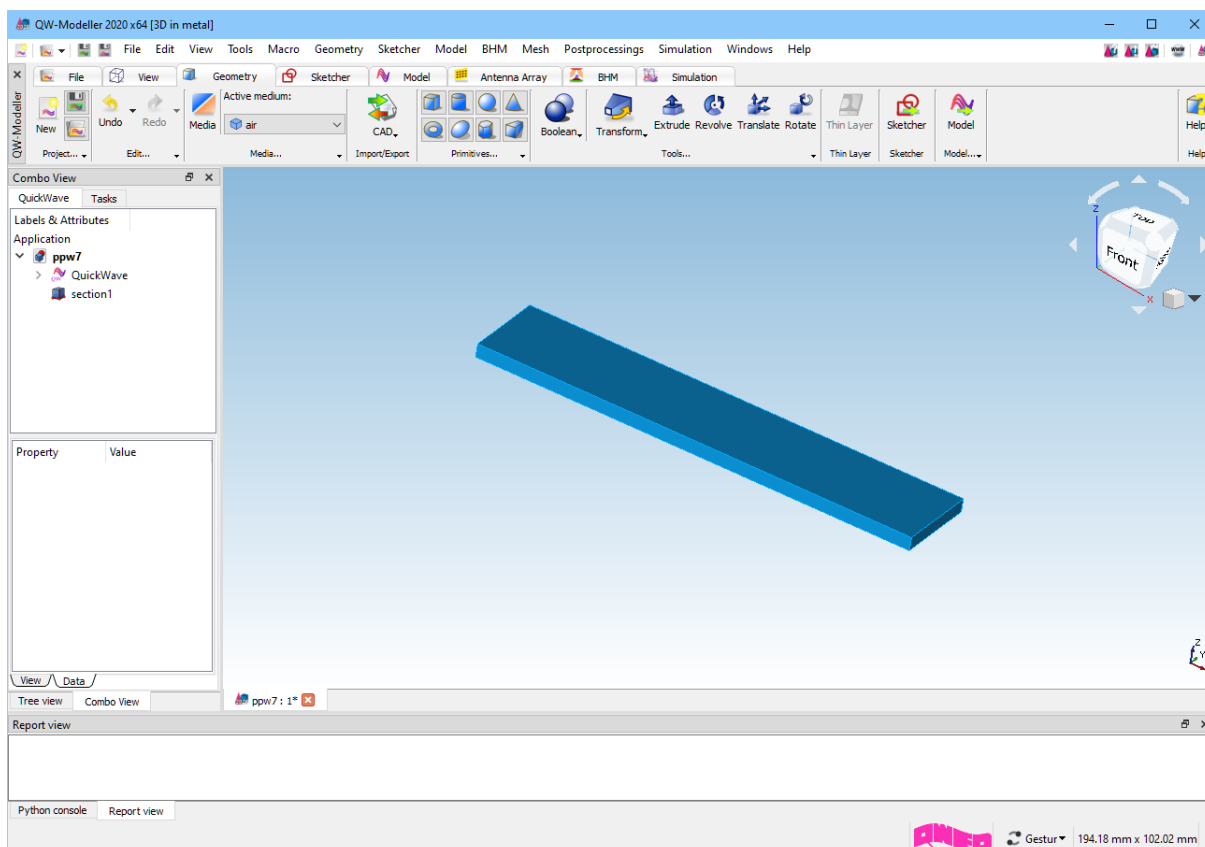 QW-Modeller 2020 x64 [3D in metal]
File Edit View Tools Macro Geometry Sketcher Model BHM Mesh Postprocessings Simulation Windows Help
File View Geometry Sketcher Model Antenna Array BHM Simulation
QW-Modeller
New Undo Redo Media Active medium: air CAD Boolean Transform Extrude Revolve Translate Rotate Thin Layer Sketcher Model Help
Project... Edit... Media... Import/Export Primitives... Tools... Thin Layer Sketcher Model... Help
Combo View
QuickWave Tasks
Labels & Attributes
Application
ppw7
QuickWave
section1
Z
TOP
Front
X
Property Value
View Data
Z
Y
Tree view Combo View ppw7 : 1*
Report view
Python console Report view
Gestur 194.18 mm x 102.02 mm